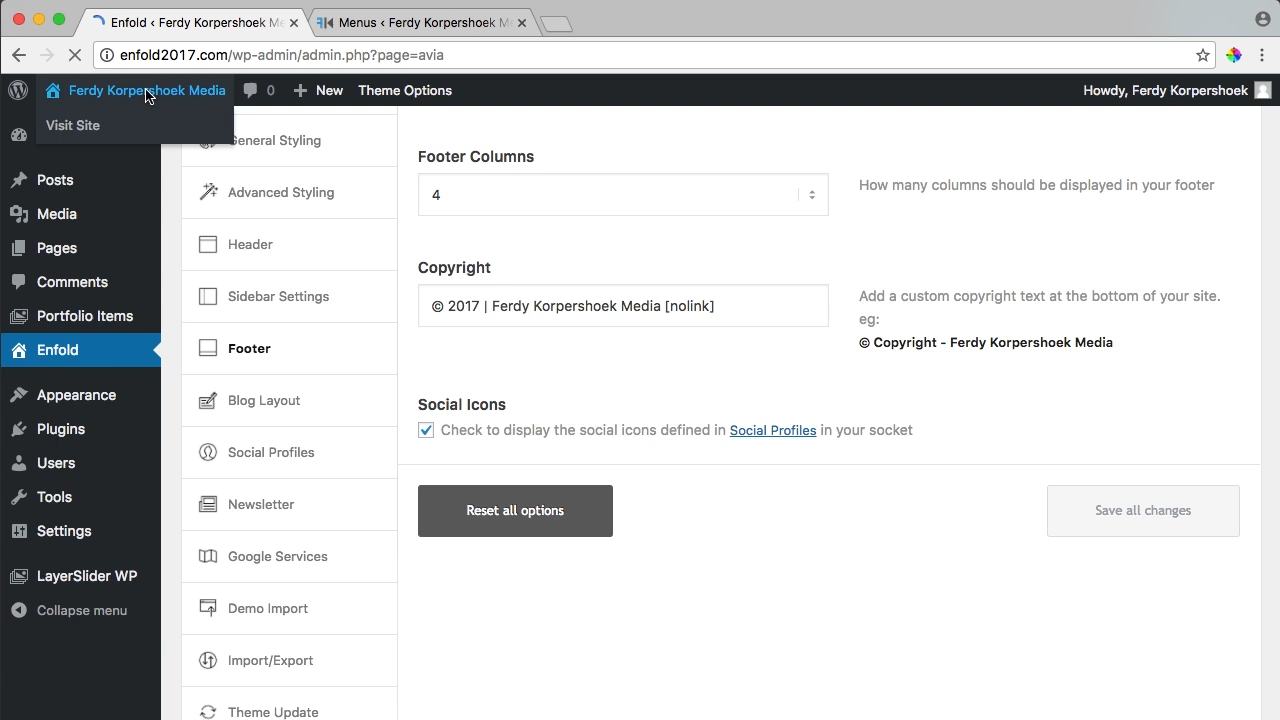 Enfold ‹ Ferdy Korpershoek Me
Menus ‹ Ferdy Korpershoek Me
enfold2017.com/wp-admin/admin.php?page=avia
Ferdy Korpershoek Media
0
New
Theme Options
Howdy, Ferdy Korpershoek
Visit Site
Posts
Media
Pages
Comments
Portfolio Items
Enfold
Appearance
Plugins
Users
Tools
Settings
LayerSlider WP
Collapse menu
General Styling
Advanced Styling
Header
Sidebar Settings
Footer
Blog Layout
Social Profiles
Newsletter
Google Services
Demo Import
Import/Export
Theme Update
Footer Columns
4
How many columns should be displayed in your footer
Copyright
© 2017 | Ferdy Korpershoek Media [nolink]
Add a custom copyright text at the bottom of your site.
eg:
© Copyright - Ferdy Korpershoek Media
Social Icons
Check to display the social icons defined in Social Profiles in your socket
Reset all options
Save all changes